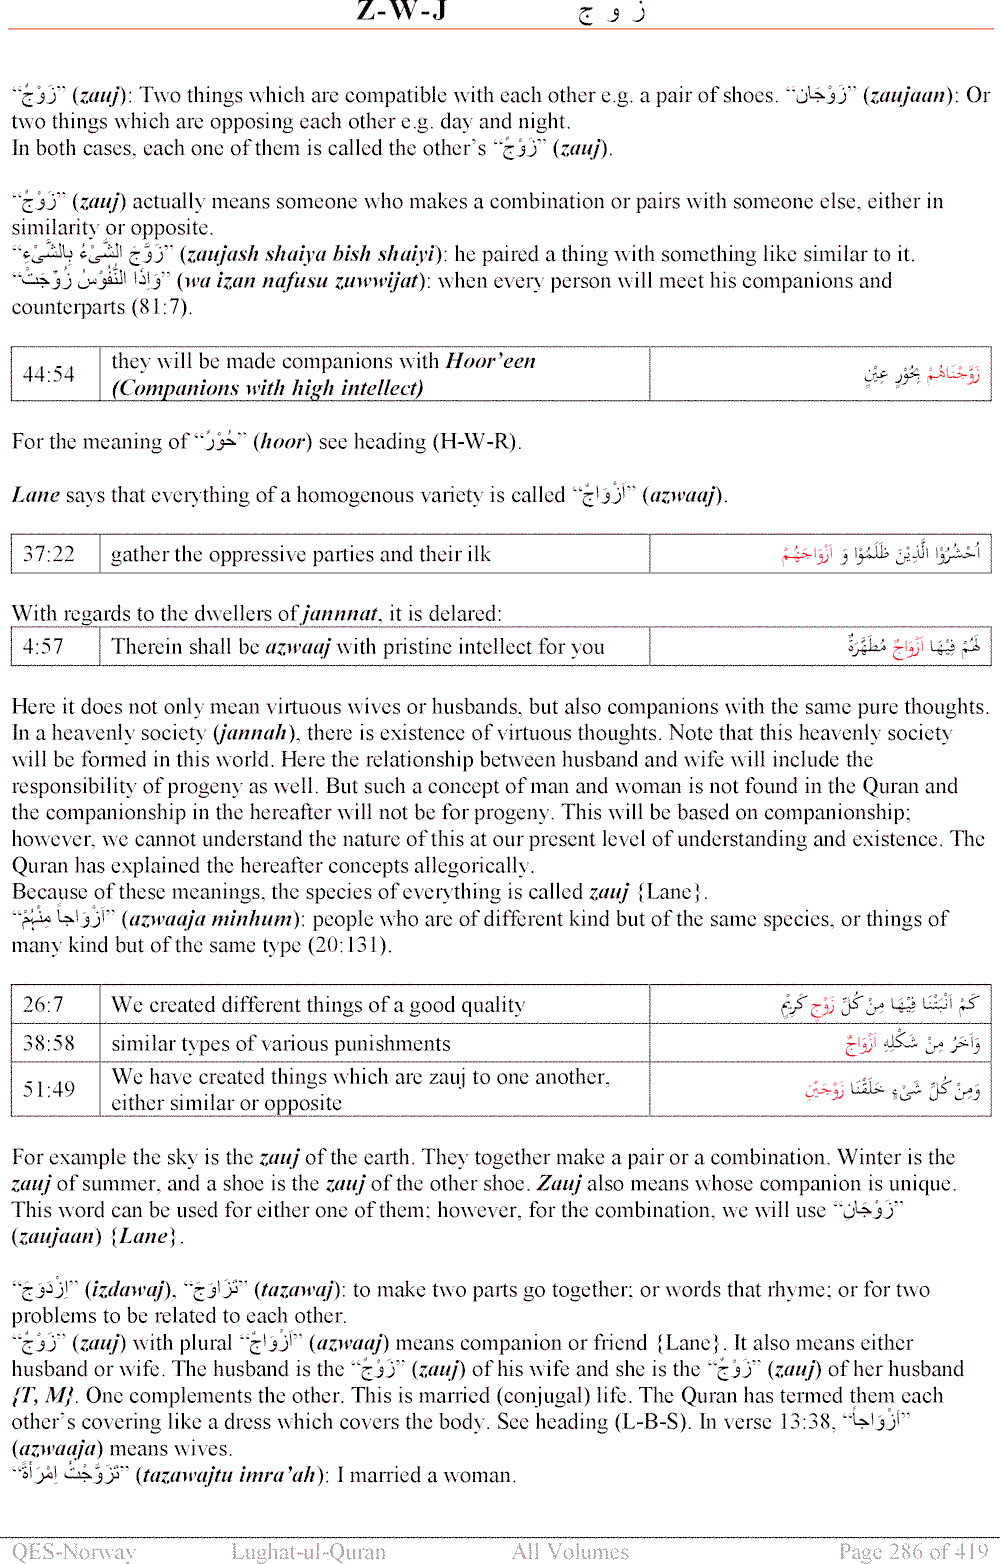 Z-W-J ز و ج
“زَوْجٌ” (zauj): Two things which are compatible with each other e.g. a pair of shoes. “زَوْجَان” (zaujaan): Or
two things which are opposing each other e.g. day and night.
In both cases, each one of them is called the other’s “زَوْجٌ” (zauj).
“زَوْجٌ” (zauj) actually means someone who makes a combination or pairs with someone else, either in
similarity or opposite.
“زَوَّجَ الشَّیْءُ بِالشَّیْءِ” (zaujash shaiya bish shaiyi): he paired a thing with something like similar to it.
“وَاِذَا النُّفُوْسُ زُوِّجَتْ” (wa izan nafusu zuwwijat): when every person will meet his companions and
counterparts (81:7).
44:54 they will be made companions with Hoor’een زَوَّجْنَاهُمْ بِحُوْرٍ عِیْنٍ
(Companions with high intellect)
For the meaning of “حُوْرٌ” (hoor) see heading (H-W-R).
Lane says that everything of a homogenous variety is called “اَزْوَاجٌ” (azwaaj).
37:22 gather the oppressive parties and their ilk اُحْشُرُوْا الَّذِیْنَ ظَلَمُوْا وَ اَزْوَاجَهُمْ
With regards to the dwellers of jannnat, it is delared:
4:57 Therein shall be azwaaj with pristine intellect for you لَهُمْ فِیْهَا اَزْوَاجٌ مُطَهَّرَةٌ
Here it does not only mean virtuous wives or husbands, but also companions with the same pure thoughts.
In a heavenly society (jannah), there is existence of virtuous thoughts. Note that this heavenly society
will be formed in this world. Here the relationship between husband and wife will include the
responsibility of progeny as well. But such a concept of man and woman is not found in the Quran and
the companionship in the hereafter will not be for progeny. This will be based on companionship;
however, we cannot understand the nature of this at our present level of understanding and existence. The
Quran has explained the hereafter concepts allegorically.
Because of these meanings, the species of everything is called zauj {Lane}.
“اَزْوَاجاً مِنْهُمْ” (azwaaja minhum): people who are of different kind but of the same species, or things of
many kind but of the same type (20:131).
26:7 We created different things of a good quality كَمْ اَنْبَتْنَا فِیْهَا مِنْ كُلِّ زَوْجٍ كَرِیْمٍ
38:58 similar types of various punishments وَآخَرُ مِنْ شَكْلِهِ اَزْوَاجٌ
51:49 We have created things which are zauj to one another, وَمِنْ كُلِّ شَیْءٍ خَلَقْنَا زَوْجَیْنِ
either similar or opposite
For example the sky is the zauj of the earth. They together make a pair or a combination. Winter is the
zauj of summer, and a shoe is the zauj of the other shoe. Zauj also means whose companion is unique.
This word can be used for either one of them; however, for the combination, we will use “زَوْجَانِ”
(zaujaan) {Lane}.
“اِزْدَوَجَ” (izdawaj), “تَزَاوَجَ” (tazawaj): to make two parts go together; or words that rhyme; or for two
problems to be related to each other.
“زَوْجٌ” (zauj) with plural “اَزْوَاجٌ” (azwaaj) means companion or friend {Lane}. It also means either
husband or wife. The husband is the “زَوْجٌ” (zauj) of his wife and she is the “زَوْجٌ” (zauj) of her husband
{T, M}. One complements the other. This is married (conjugal) life. The Quran has termed them each
other’s covering like a dress which covers the body. See heading (L-B-S). In verse 13:38, “اَزْوَاجاً”
(azwaaja) means wives.
“تَزَوَّجْتُ اِمْرَأَةً” (tazawajtu imra’ah): I married a woman.
QES-Norway Lughat-ul-Quran All Volumes Page 286 of 419